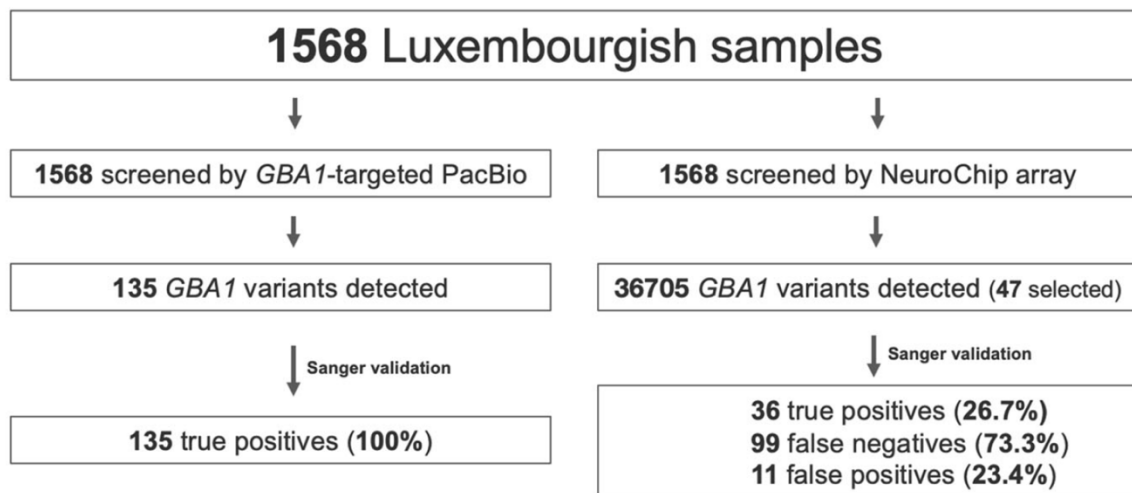 1568 Luxembourgish samples
1568 screened by GBA1-targeted PacBio
1568 screened by NeuroChip array
135 GBA1 variants detected
36705 GBA1 variants detected (47 selected)
Sanger validation
Sanger validation
135 true positives (100%)
36 true positives (26.7%)
99 false negatives (73.3%)
11 false positives (23.4%)